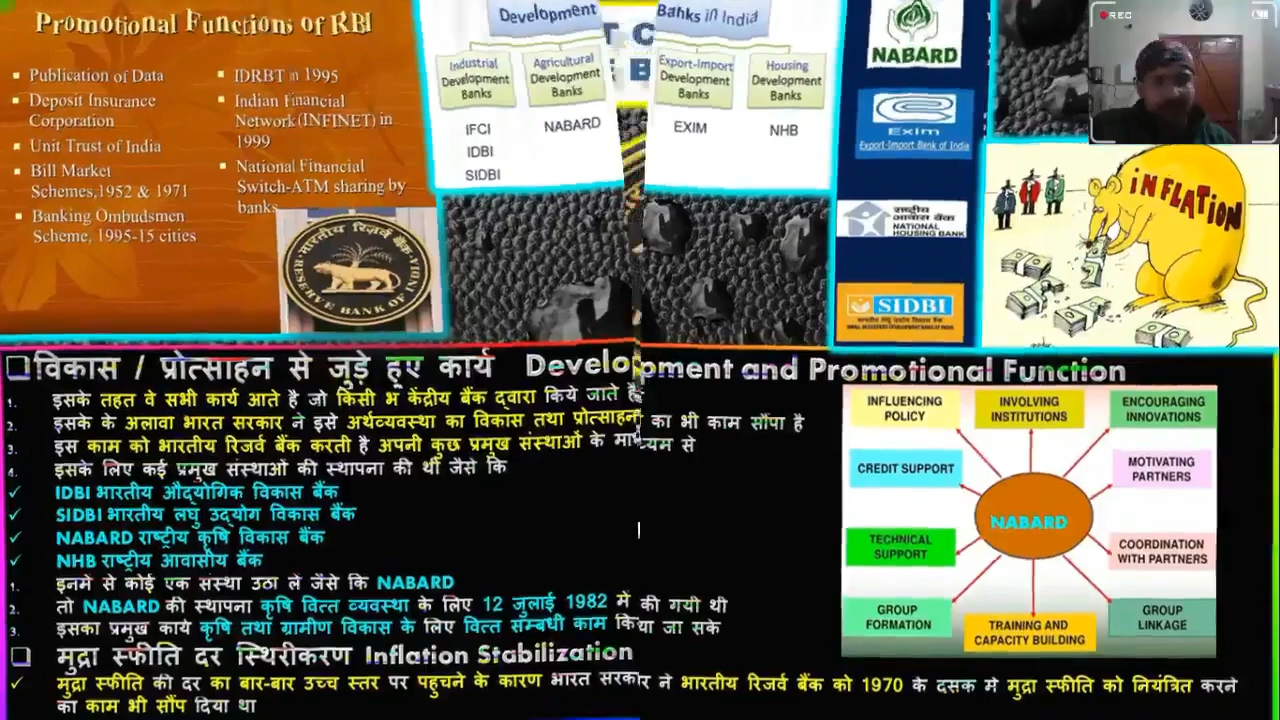 Promotional Functions of RBI
Publication of Data
Deposit Insurance
Corporation
Unit Trust of India
Bill Market
Schemes,1952 & 1971
Banking Ombudsmen
Scheme, 1995-15 cities
IDRBT in 1995
Indian Financial
Network(INFINET) in
1999
National Financial
Switch-ATM sharing by
banks
भारतीय रिज़र्व बैंक
RESERVE BANK OF INDIA
Development Banks in India
Industrial
Development
Banks
Agricultural
Development
Banks
Export-Import
Development
Banks
Housing
Development
Banks
IFCI
IDBI
SIDBI
NABARD
EXIM
NHB
NABARD
Exim
Export-Import Bank of India
राष्ट्रीय
आवास बैंक
NATIONAL
HOUSING BANK
SIDBI
REC
INFLATION
विकास / प्रोत्साहन से जुड़े हुए कार्य Development and Promotional Function
1. इसके तहत वे सभी कार्य आते है जो किसी भ केंद्रीय बैंक द्वारा किये जाते है
2. इसके के अलावा भारत सरकार ने इसे अर्थव्यवस्था का विकास तथा प्रोत्साहन का भी काम सौंपा है
3. इस काम को भारतीय रिजर्व बैंक करती है अपनी कुछ प्रमुख संस्थाओं के माध्यम से
4. इसके लिए कई प्रमुख संस्थाओं की स्थापना की थी जैसे कि
✓ IDBI भारतीय औद्योगिक विकास बैंक
✓ SIDBI भारतीय लघु उद्योग विकास बैंक
✓ NABARD राष्ट्रीय कृषि विकास बैंक
✓ NHB राष्ट्रीय आवासीय बैंक
1. इनमें से कोई एक संस्था उठा ले जैसे कि NABARD
2. तो NABARD की स्थापना कृषि वित्त व्यवस्था के लिए 12 जुलाई 1982 में की गयी थी
3. इसका प्रमुख कार्य कृषि तथा ग्रामीण विकास के लिए वित्त सम्बधी काम किया जा सके
मुद्रा स्फीति दर स्थिरीकरण Inflation Stabilization
✓ मुद्रा स्फीति की दर का बार-बार उच्च स्तर पर पहुचने के कारण भारत सरकार ने भारतीय रिजर्व बैंक को 1970 के दसक मे मुद्रा स्फीति को नियंत्रित करने
का काम भी सौंप दिया था
INFLUENCING
POLICY
INVOLVING
INSTITUTIONS
ENCOURAGING
INNOVATIONS
CREDIT SUPPORT
MOTIVATING
PARTNERS
NABARD
TECHNICAL
SUPPORT
COORDINATION
WITH PARTNERS
GROUP
FORMATION
TRAINING AND
CAPACITY BUILDING
GROUP
LINKAGE